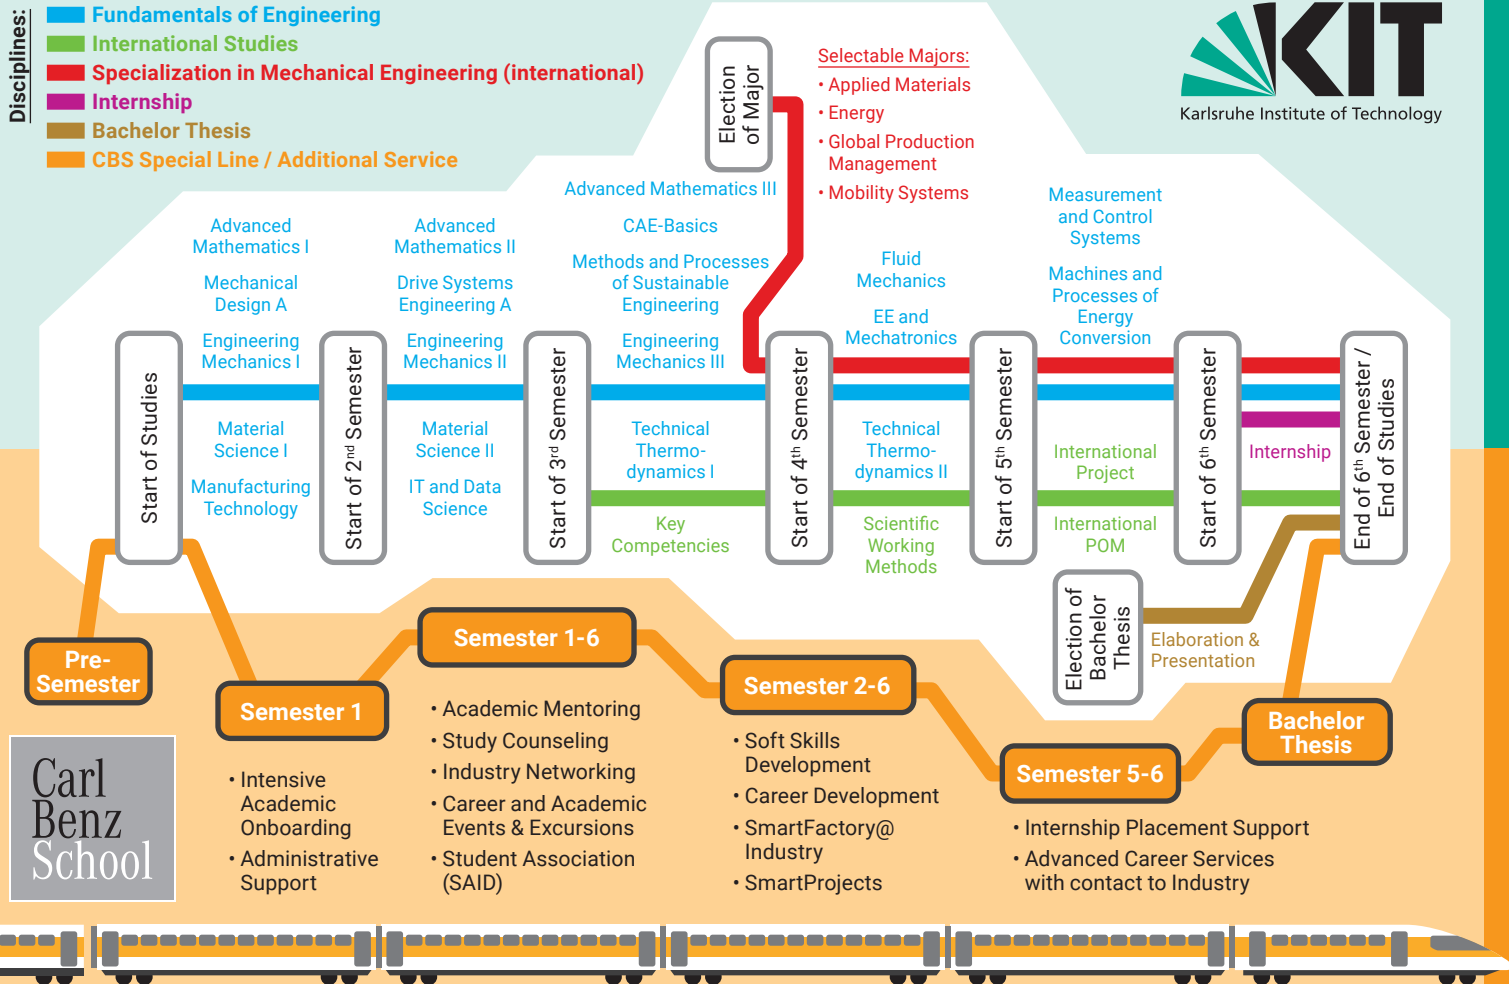 Disciplines:
Fundamentals of Engineering
International Studies
Specialization in Mechanical Engineering (international)
Internship
Bachelor Thesis
CBS Special Line / Additional Service
KIT
Karlsruhe Institute of Technology
Election
of Major
Selectable Majors:
• Applied Materials
• Energy
• Global Production
Management
• Mobility Systems
Start of Studies
Advanced
Mathematics I
Mechanical
Design A
Engineering
Mechanics I
Material
Science I
Manufacturing
Technology
Start of 2nd Semester
Advanced
Mathematics II
Drive Systems
Engineering A
Engineering
Mechanics II
Material
Science II
IT and Data
Science
Start of 3rd Semester
Advanced Mathematics III
CAE-Basics
Methods and Processes
of Sustainable
Engineering
Engineering
Mechanics III
Technical
Thermo-
dynamics I
Key
Competencies
Start of 4th Semester
Fluid
Mechanics
EE and
Mechatronics
Technical
Thermo-
dynamics II
Scientific
Working
Methods
Start of 5th Semester
Measurement
and Control
Systems
Machines and
Processes of
Energy
Conversion
International
Project
International
POM
Start of 6th Semester
Internship
End of 6th Semester /
End of Studies
Election of
Bachelor
Thesis
Elaboration &
Presentation
Pre-
Semester
Semester 1
• Intensive
Academic
Onboarding
• Administrative
Support
Semester 1-6
• Academic Mentoring
• Study Counseling
• Industry Networking
• Career and Academic
Events & Excursions
• Student Association
(SAID)
Semester 2-6
• Soft Skills
Development
• Career Development
• SmartFactory@
Industry
• SmartProjects
Semester 5-6
• Internship Placement Support
• Advanced Career Services
with contact to Industry
Bachelor
Thesis
Carl
Benz
School